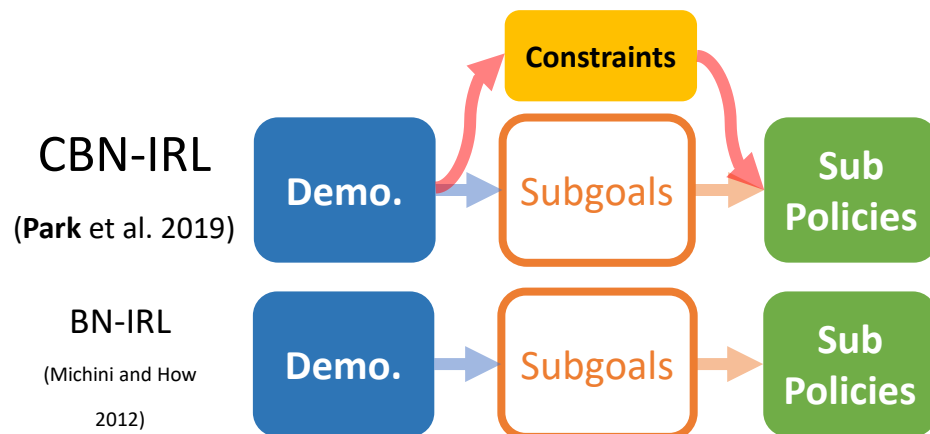 Constraints
CBN-IRL
(Park et al. 2019)
Demo.
Subgoals
Sub
Policies
BN-IRL
(Michini and How
2012)
Demo.
Subgoals
Sub
Policies